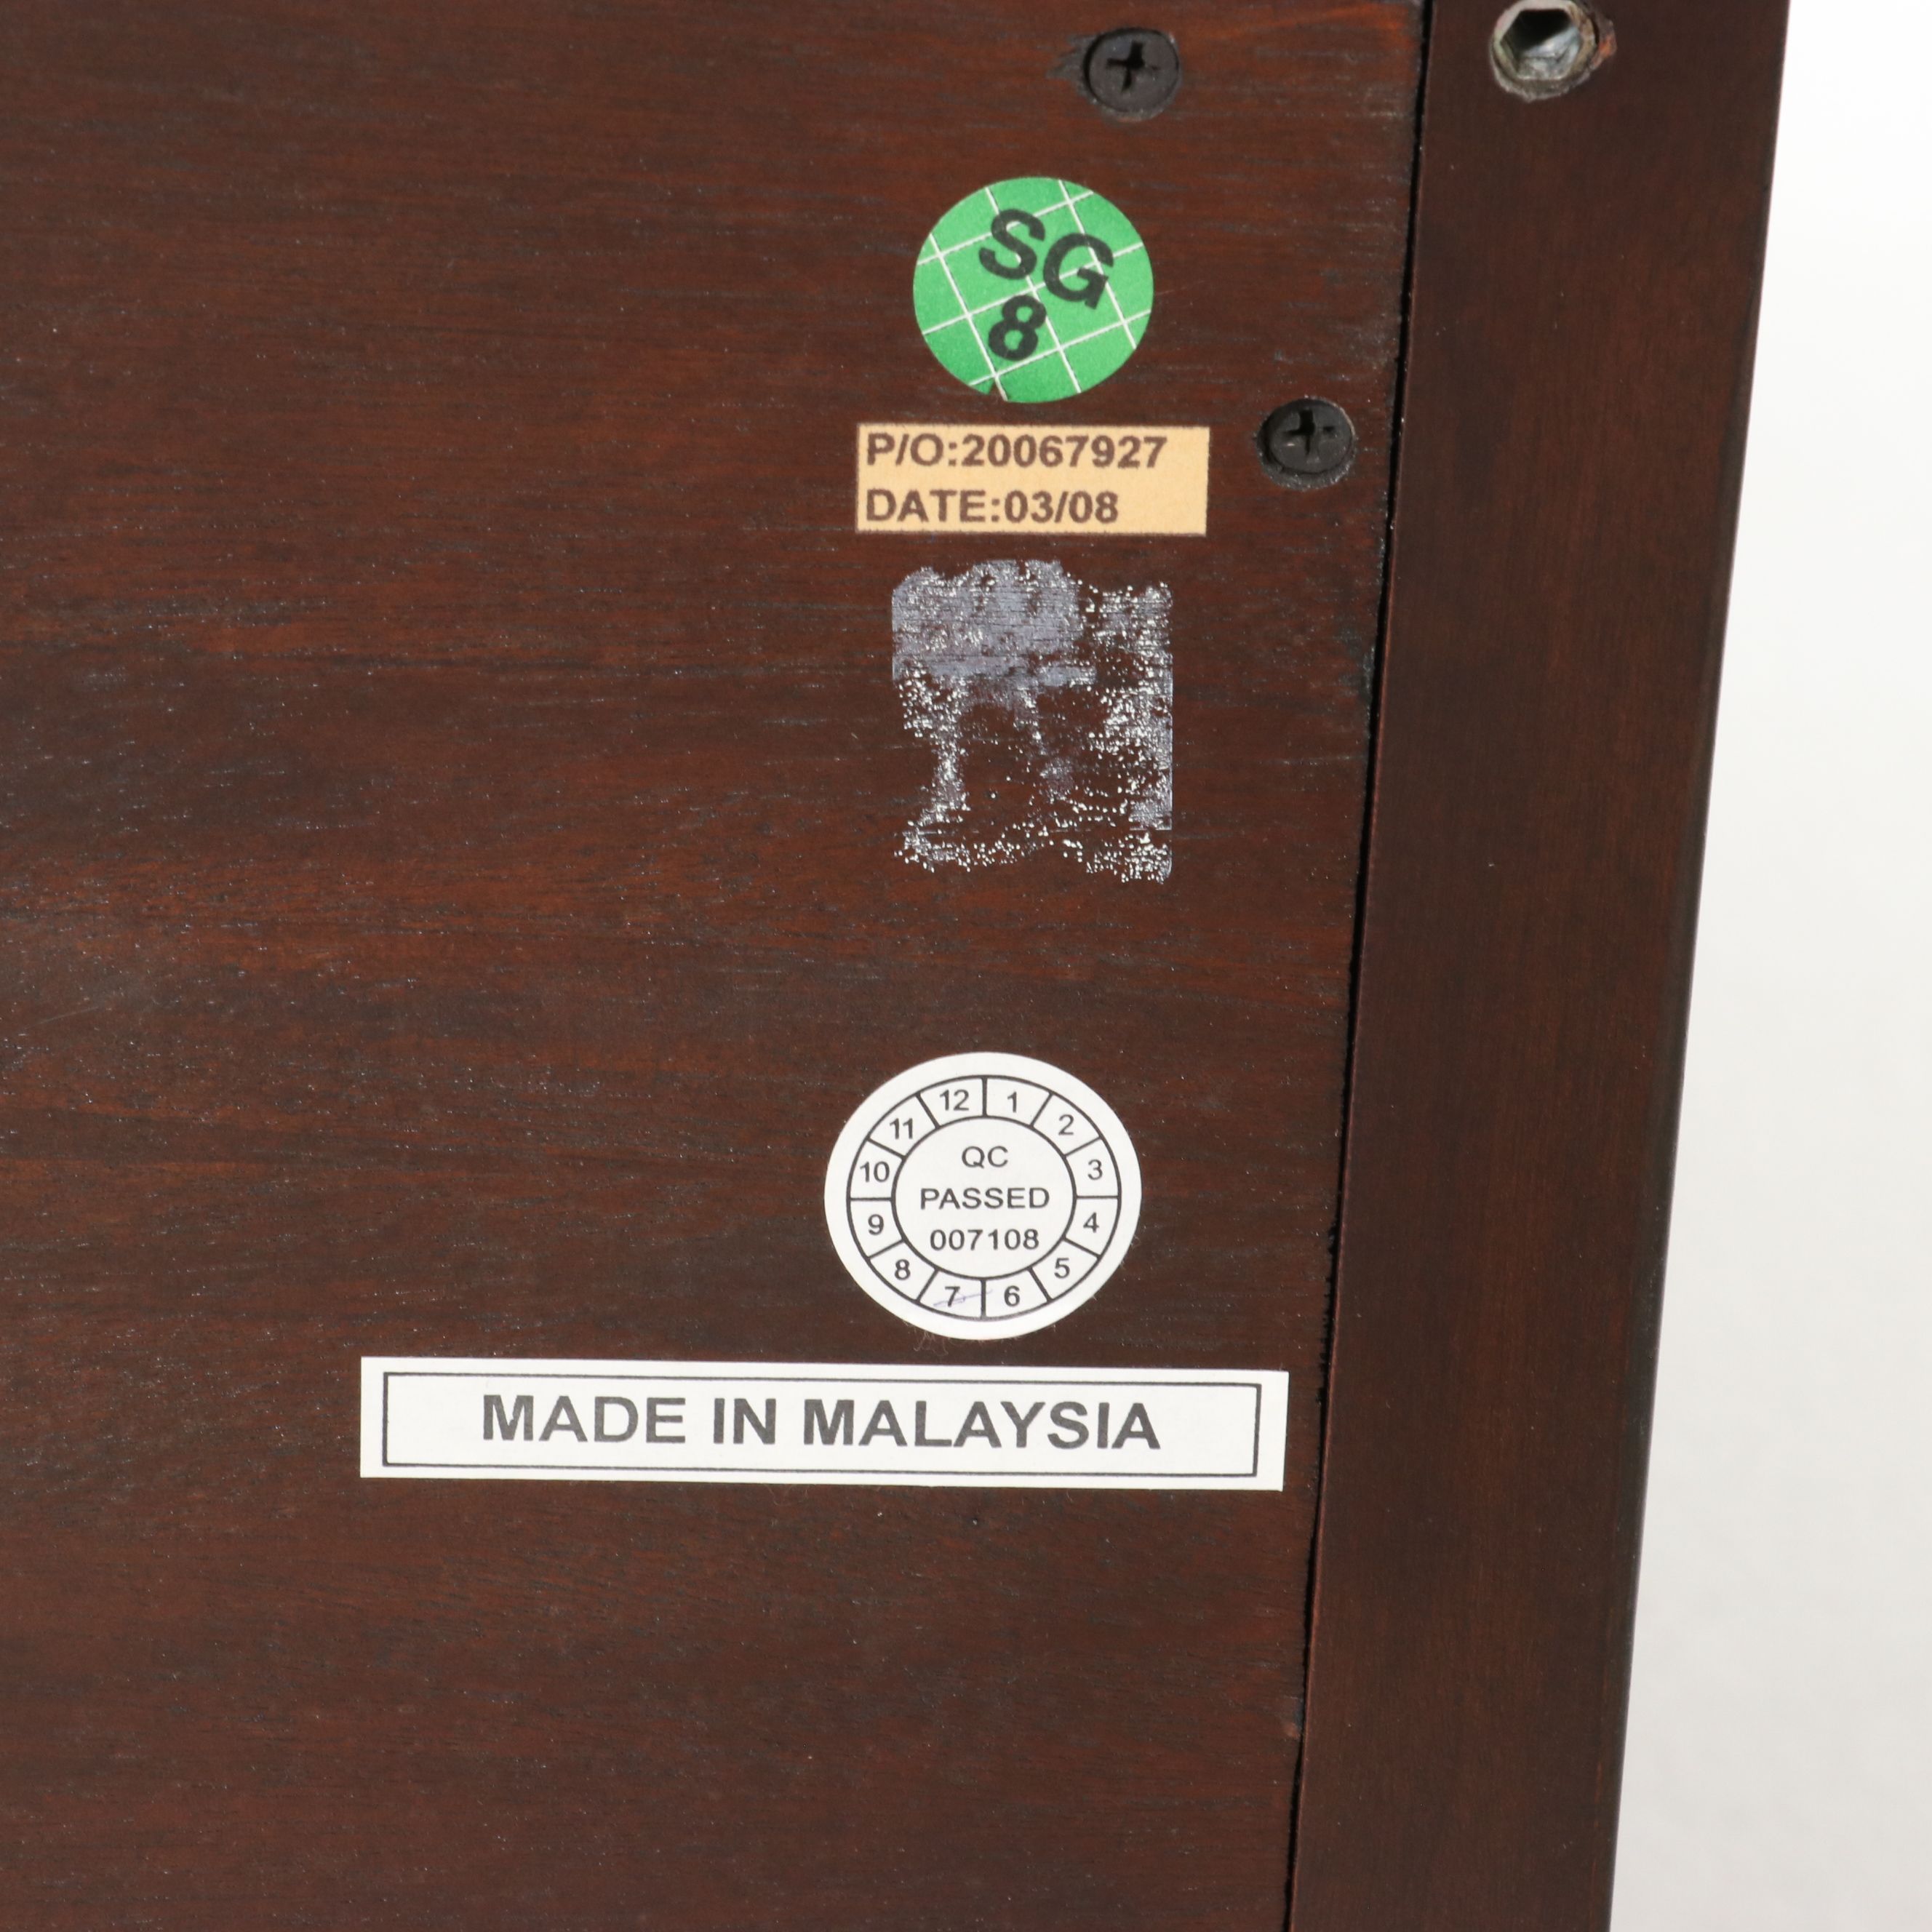 SG
8
P/O:20067927
DATE:03/08
12 1 2 3 4 5 6 7 8 9 10 11
QC
PASSED
007108
MADE IN MALAYSIA